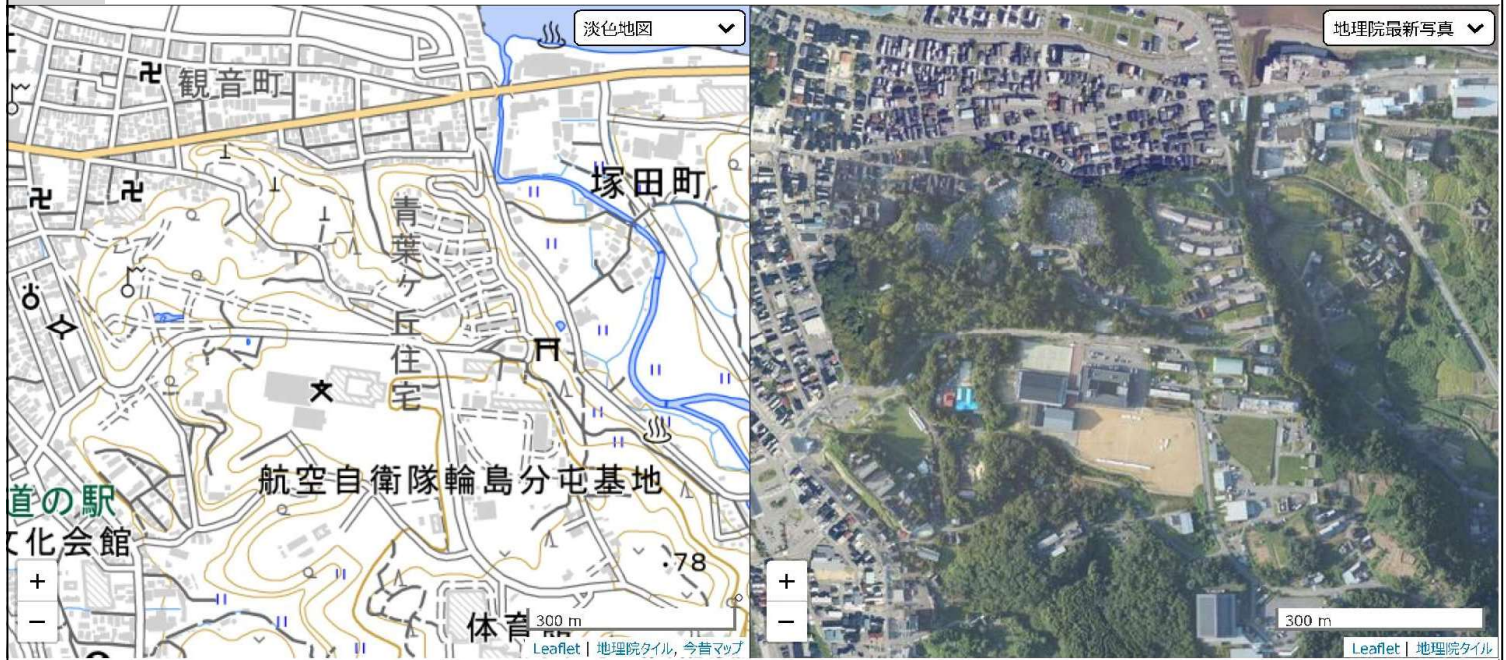 淡色地図
観音町
塚田町
青葉ヶ丘住宅
航空自衛隊輪島分屯基地
道の駅
文化会館
.78
体育館
+
−
300 m
Leaflet | 地理院タイル, 今昔マップ
地理院最新写真
+
−
300 m
Leaflet | 地理院タイル